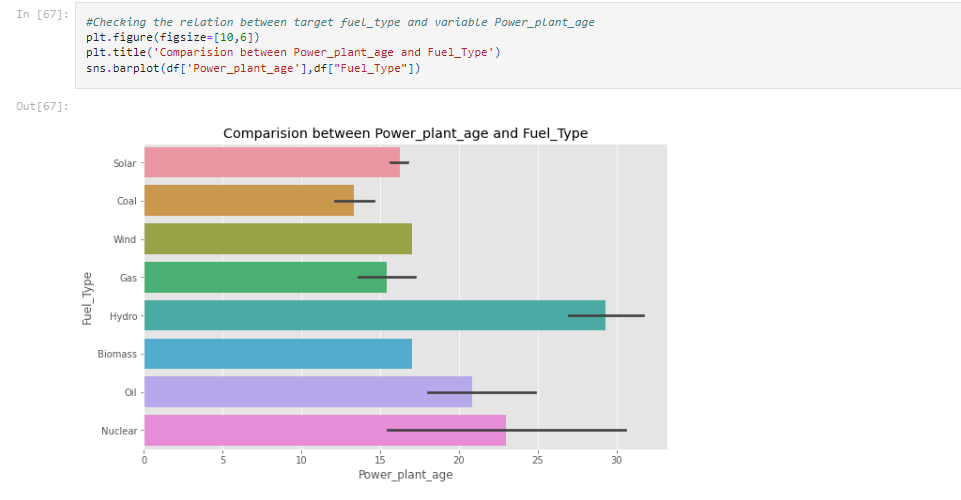 In [67]:
#Checking the relation between target fuel_type and variable Power_plant_age
plt.figure(figsize=[10,6])
plt.title('Comparision between Power_plant_age and Fuel_Type')
sns.barplot(df['Power_plant_age'],df["Fuel_Type"])
Out[67]:
Comparision between Power_plant_age and Fuel_Type
Solar
Coal
Wind
Gas
Hydro
Biomass
Oil
Nuclear
Fuel_Type
0 5 10 15 20 25 30
Power_plant_age